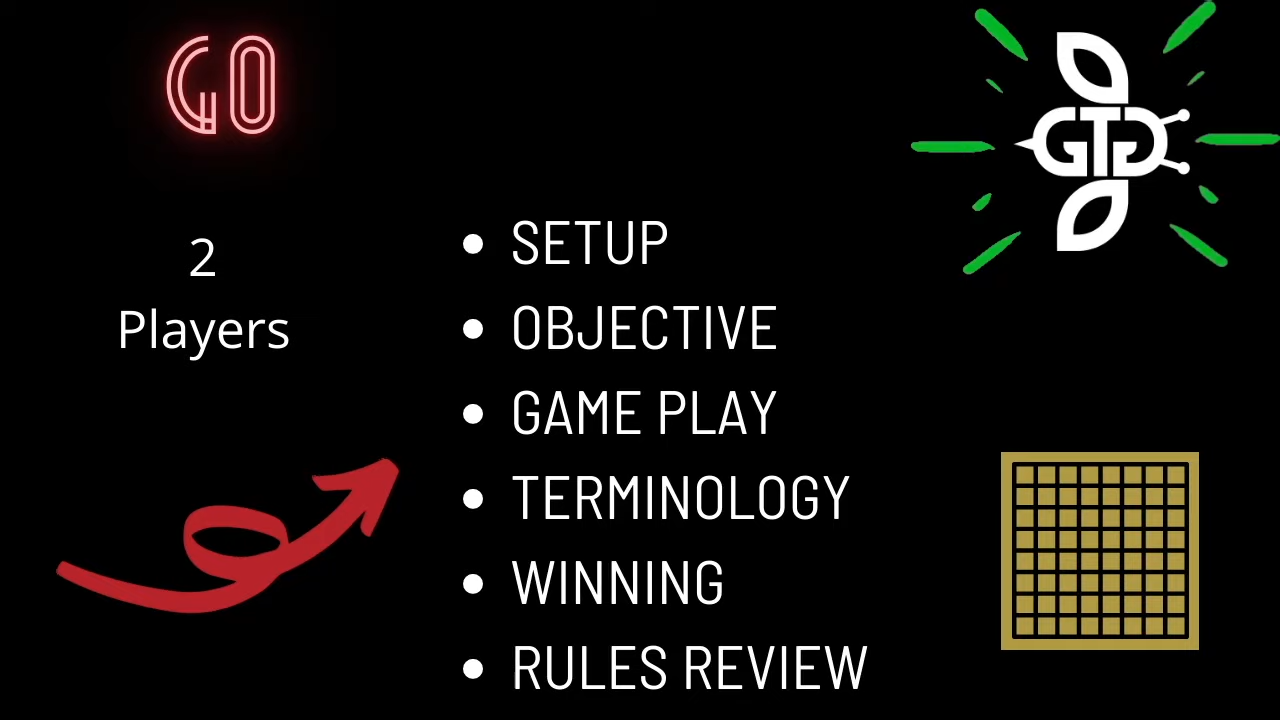 GO
GTG
2
Players
SETUP
OBJECTIVE
GAME PLAY
TERMINOLOGY
WINNING
RULES REVIEW